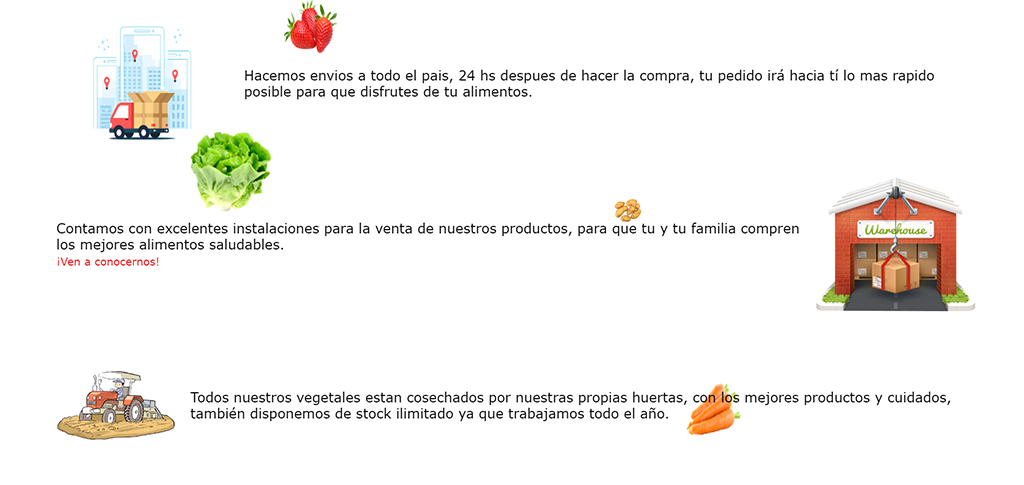 Hacemos envios a todo el pais, 24 hs despues de hacer la compra, tu pedido irá hacia tí lo mas rapido
posible para que disfrutes de tu alimentos.
Contamos con excelentes instalaciones para la venta de nuestros productos, para que tu y tu familia compren
los mejores alimentos saludables.
¡Ven a conocernos!
Warehouse
Todos nuestros vegetales estan cosechados por nuestras propias huertas, con los mejores productos y cuidados,
también disponemos de stock ilimitado ya que trabajamos todo el año.